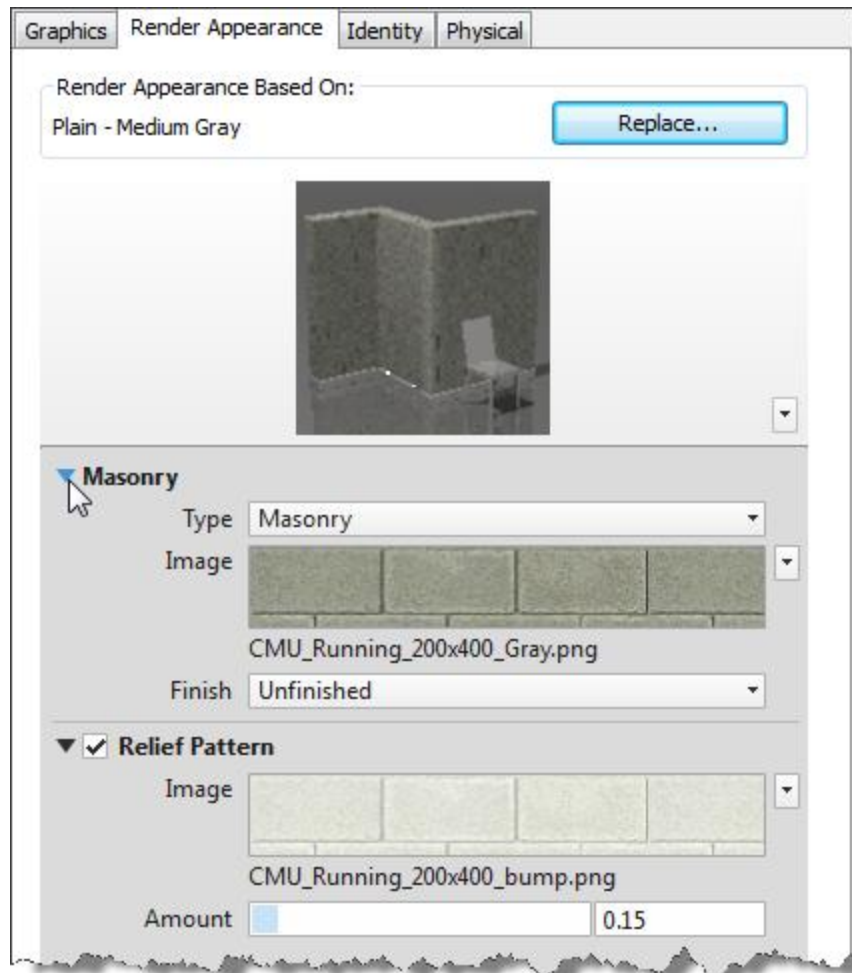 Graphics Render Appearance Identity Physical
Render Appearance Based On:
Plain - Medium Gray Replace...
Masonry
Type Masonry
Image
CMU_Running_200x400_Gray.png
Finish Unfinished
Relief Pattern
Image
CMU_Running_200x400_bump.png
Amount 0.15